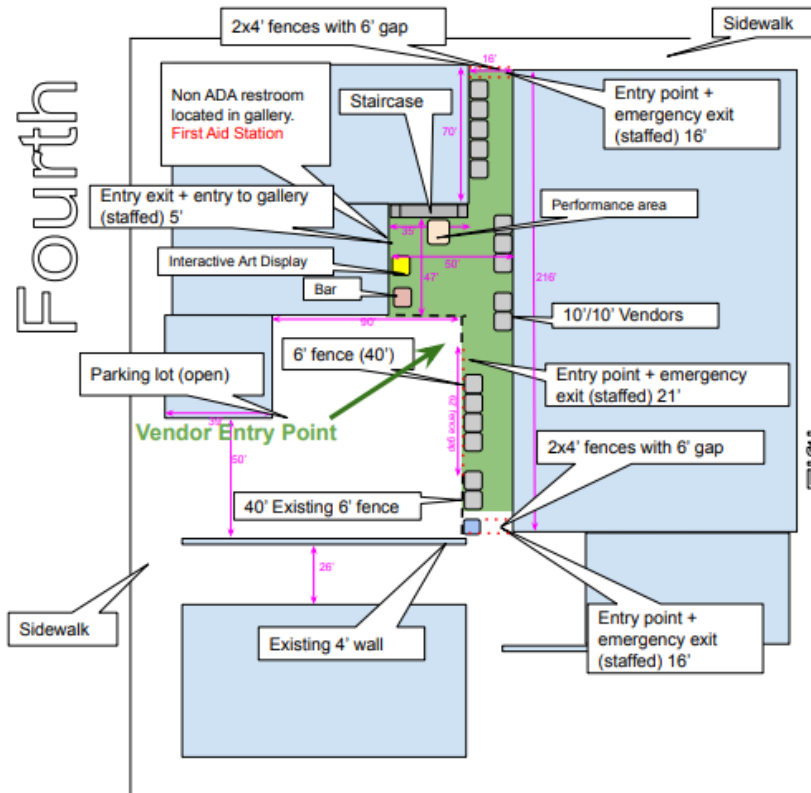 2x4' fences with 6' gap
Sidewalk
16'
Fourth
Non ADA restroom
located in gallery.
First Aid Station
Staircase
70'
Entry point +
emergency exit
(staffed) 16'
Entry exit + entry to gallery
(staffed) 5'
Performance area
35'
Interactive Art Display
50'
47'
216'
Bar
10'/10' Vendors
90'
6' fence (40')
Parking lot (open)
Entry point + emergency
exit (staffed) 21'
62' fence gap
Vendor Entry Point
50'
2x4' fences with 6' gap
40' Existing 6' fence
26'
Sidewalk
Existing 4' wall
Entry point +
emergency exit
(staffed) 16'